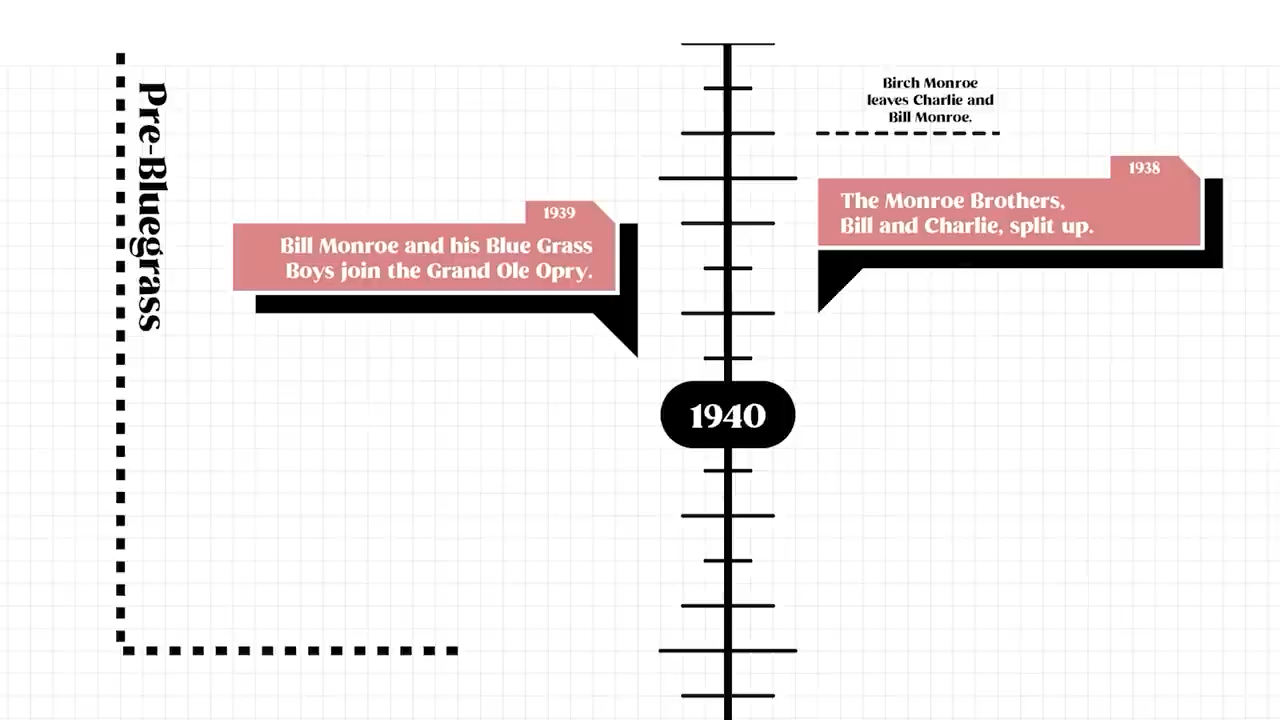 Pre-Bluegrass
Birch Monroe
leaves Charlie and
Bill Monroe.
1938
The Monroe Brothers,
Bill and Charlie, split up.
1939
Bill Monroe and his Blue Grass
Boys join the Grand Ole Opry.
1940